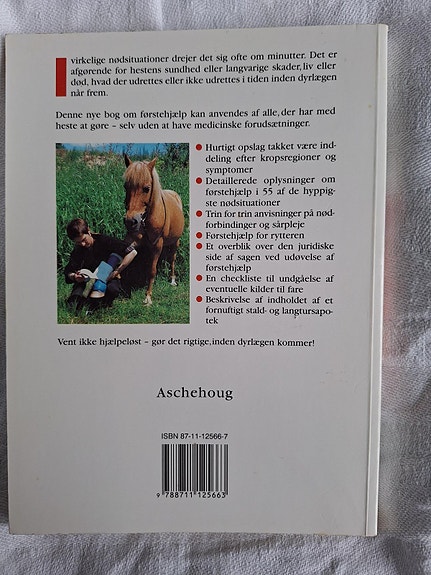 I virkelige nødsituationer drejer det sig ofte om minutter. Det er
afgørende for hestens sundhed eller langvarige skader, liv eller
død, hvad der udrettes eller ikke udrettes i tiden inden dyrlægen
når frem.
Denne nye bog om førstehjælp kan anvendes af alle, der har med
heste at gøre – selv uden at have medicinske forudsætninger.
● Hurtigt opslag takket være ind-
deling efter kropsregioner og
symptomer
● Detaillerede oplysninger om
førstehjælp i 55 af de hyppig-
ste nødsituationer
● Trin for trin anvisninger på nød-
forbindinger og sårpleje
● Førstehjælp for rytteren
● Et overblik over den juridiske
side af sagen ved udøvelse af
førstehjælp
● En checkliste til undgåelse af
eventuelle kilder til fare
● Beskrivelse af indholdet af et
fornuftigt stald- og langtursapo-
tek
Vent ikke hjælpeløst – gør det rigtige, inden dyrlægen kommer!
Aschehoug
ISBN 87-11-12566-7
9 788711 125663